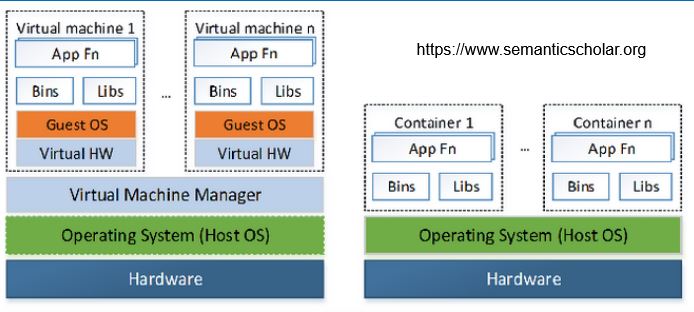 Virtual machine 1
App Fn
Bins Libs
Guest OS
Virtual HW
...
Virtual machine n
App Fn
Bins Libs
Guest OS
Virtual HW
Virtual Machine Manager
Operating System (Host OS)
Hardware
https://www.semanticscholar.org
Container 1
App Fn
Bins Libs
...
Container n
App Fn
Bins Libs
Operating System (Host OS)
Hardware